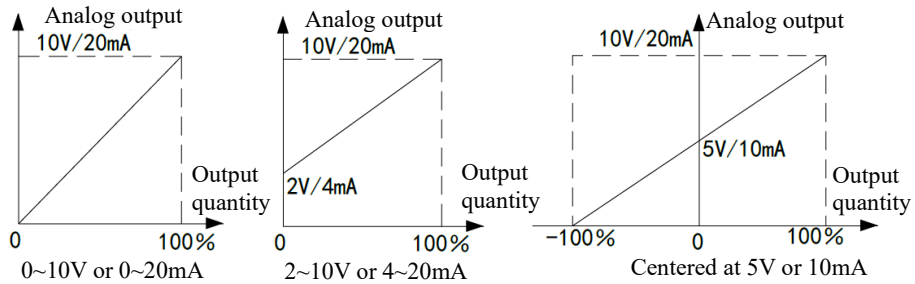 Analog output
10V/20mA
Output
quantity
0
100%
0~10V or 0~20mA
Analog output
10V/20mA
2V/4mA
Output
quantity
0
100%
2~10V or 4~20mA
Analog output
10V/20mA
5V/10mA
Output
quantity
-100%
0
100%
Centered at 5V or 10mA